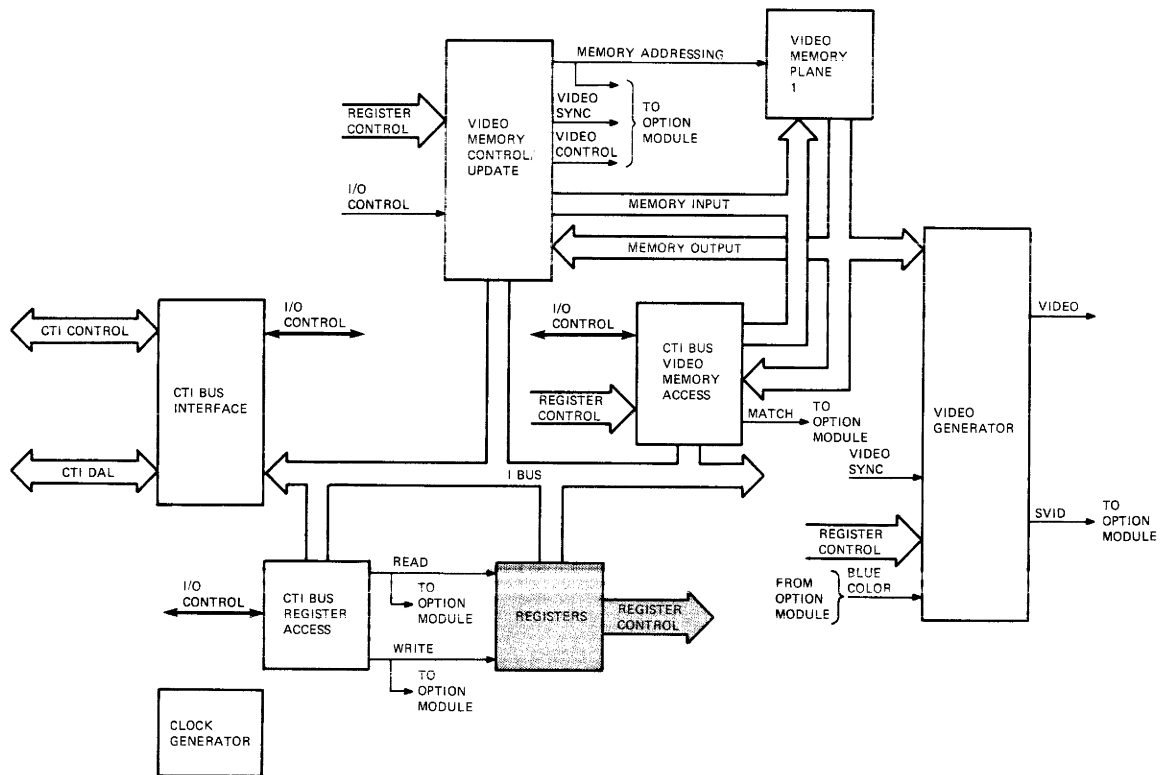 MEMORY ADDRESSING
VIDEO
MEMORY
PLANE
1
REGISTER
CONTROL
VIDEO
MEMORY
CONTROL/
UPDATE
VIDEO
SYNC
VIDEO
CONTROL
TO
OPTION
MODULE
I/O
CONTROL
MEMORY INPUT
MEMORY OUTPUT
CTI CONTROL
I/O
CONTROL
CTI BUS
INTERFACE
CTI DAL
I/O
CONTROL
CTI BUS
VIDEO
MEMORY
ACCESS
REGISTER
CONTROL
MATCH
TO
OPTION
MODULE
VIDEO
VIDEO
GENERATOR
VIDEO
SYNC
SVID
TO
OPTION
MODULE
REGISTER
CONTROL
FROM
OPTION
MODULE
BLUE
COLOR
I BUS
I/O
CONTROL
CTI BUS
REGISTER
ACCESS
READ
TO
OPTION
MODULE
WRITE
TO
OPTION
MODULE
REGISTERS
REGISTER
CONTROL
CLOCK
GENERATOR